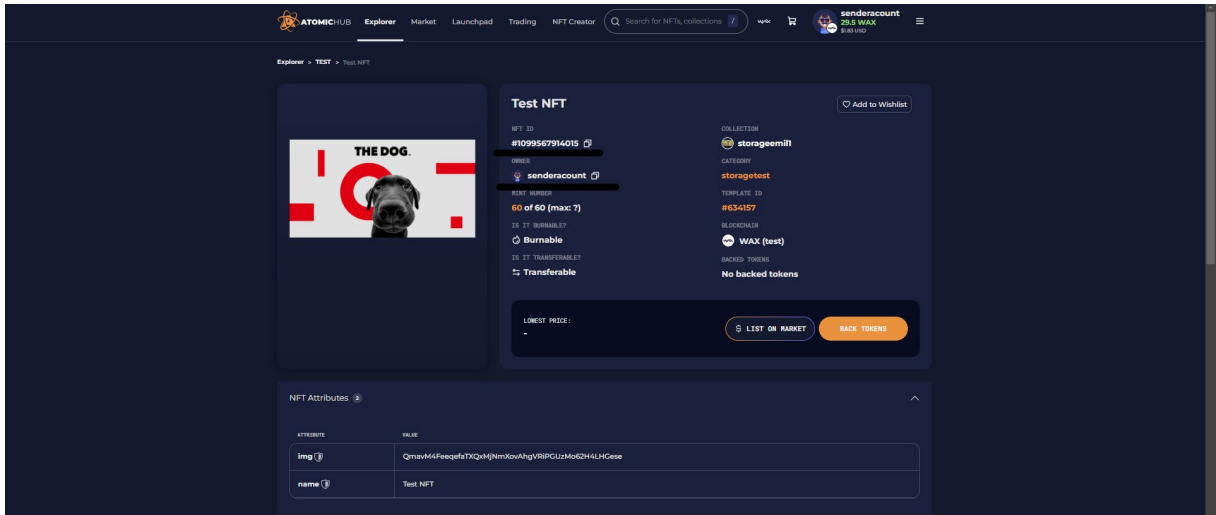 ATOMICHUB Explorer Market Launchpad Trading NFT Creator Search for NFTs, collections / senderacount
29.5 WAX
$1.83 USD
Explorer > TEST > Test NFT
THE DOG.
Test NFT
Add to Wishlist
NFT ID
#1099567914015
COLLECTION
storageemil1
OWNER
senderacount
CATEGORY
storagetest
MINT NUMBER
60 of 60 (max: ?)
TEMPLATE ID
#634157
IS IT BURNABLE?
Burnable
BLOCKCHAIN
WAX (test)
IS IT TRANSFERABLE?
Transferable
BACKED TOKENS
No backed tokens
LOWEST PRICE:
-
LIST ON MARKET
BACK TOKENS
NFT Attributes 2
ATTRIBUTE VALUE
img QmavM4FeeqefaTXQxMjNmXovAhgVRiPGUzMo62H4LHGese
name Test NFT